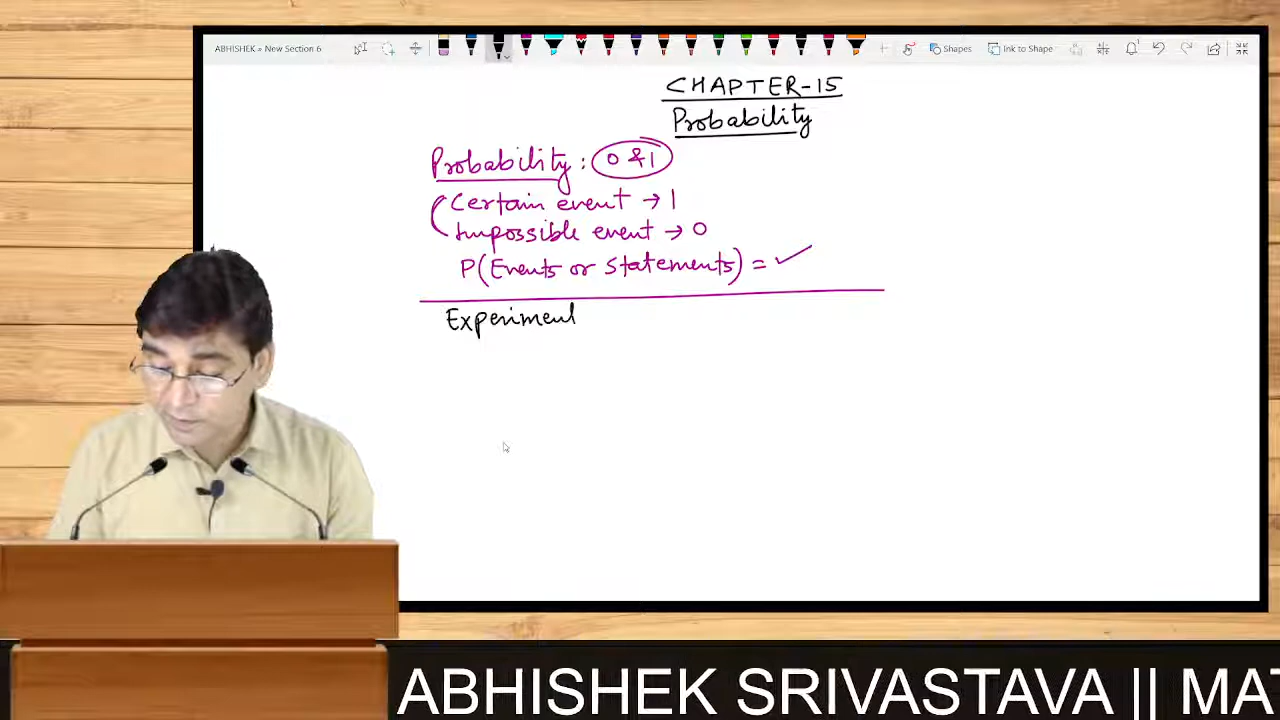 ABHISHEK » New Section 6
Shapes
Ink to Shape
CHAPTER-15
Probability
Probability : 0 & 1
Certain event → 1
Impossible event → 0
P(Events or Statements) = ✓
Experiment
ABHISHEK SRIVASTAVA || MAT